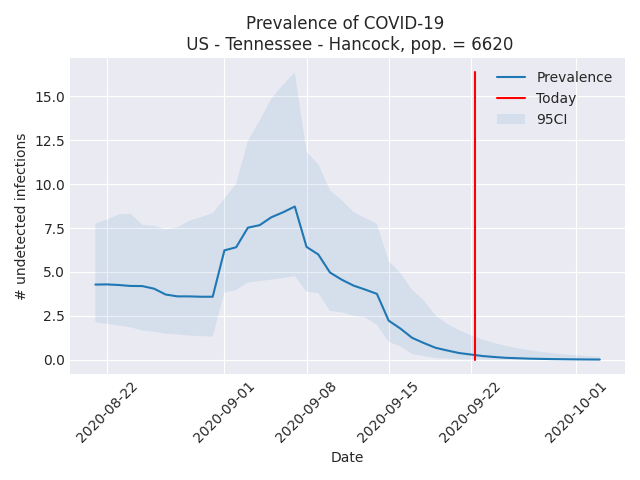 Prevalence of COVID-19
US - Tennessee - Hancock, pop. = 6620
Prevalence
Today
95CI
# undetected infections
15.0
12.5
10.0
7.5
5.0
2.5
0.0
2020-08-22
2020-09-01
2020-09-08
2020-09-15
2020-09-22
2020-10-01
Date